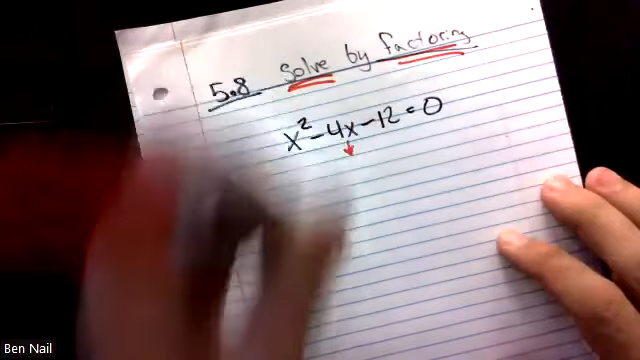 5.8 Solve by factoring
x² - 4x - 12 = 0
Ben Nail